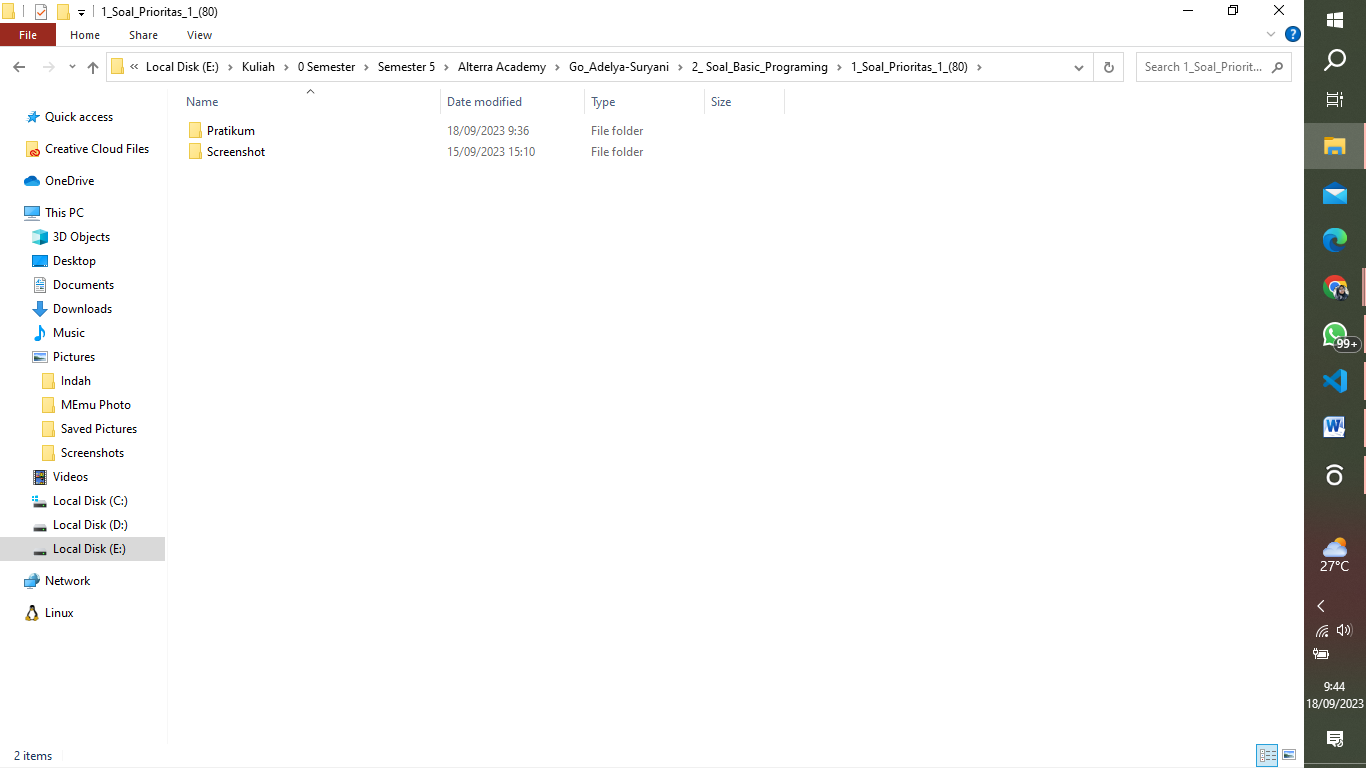 1_Soal_Prioritas_1_(80)
File Home Share View
Local Disk (E:) Kuliah 0 Semester Semester 5 Alterra Academy Go_Adelya-Suryani 2_ Soal_Basic_Programing 1_Soal_Prioritas_1_(80)
Search 1_Soal_Priorit...
Name Date modified Type Size
Pratikum 18/09/2023 9:36 File folder
Screenshot 15/09/2023 15:10 File folder
Quick access
Creative Cloud Files
OneDrive
This PC
3D Objects
Desktop
Documents
Downloads
Music
Pictures
Indah
MEmu Photo
Saved Pictures
Screenshots
Videos
Local Disk (C:)
Local Disk (D:)
Local Disk (E:)
Network
Linux
2 items
99+
27°C
9:44
18/09/2023